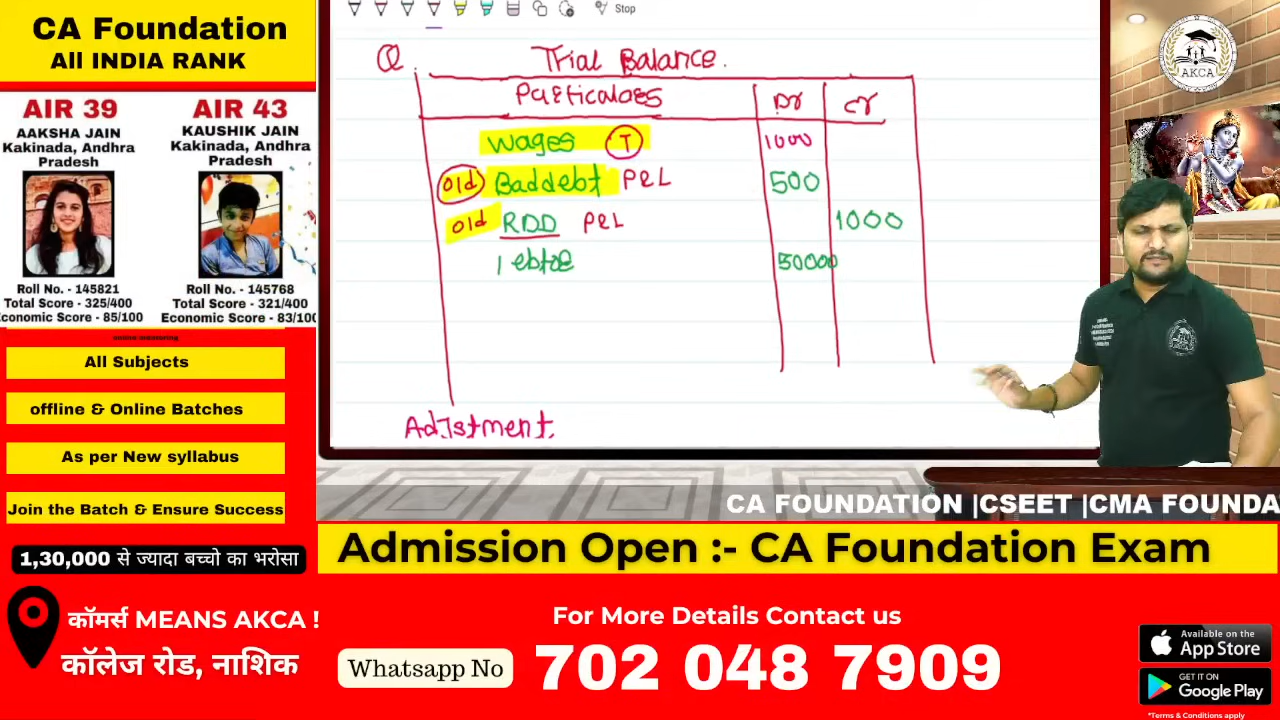 CA Foundation
All INDIA RANK
AIR 39
AAKSHA JAIN
Kakinada, Andhra
Pradesh
Roll No. - 145821
Total Score - 325/400
Economic Score - 85/100
AIR 43
KAUSHIK JAIN
Kakinada, Andhra
Pradesh
Roll No. - 145768
Total Score - 321/400
Economic Score - 83/100
online mentoring
All Subjects
offline & Online Batches
As per New syllabus
Join the Batch & Ensure Success
1,30,000 से ज्यादा बच्चो का भरोसा
कॉमर्स MEANS AKCA !
कॉलेज रोड, नाशिक
Stop
Q. Trial Balance.
Particulars Dr Cr
Wages T 1000
Old Baddebt P&L 500
Old RDD P&L 1000
50000
Adjstment.
AKCA
CA FOUNDATION |CSEET |CMA FOUNDA
Admission Open :- CA Foundation Exam
For More Details Contact us
Whatsapp No 702 048 7909
Available on the
App Store
GET IT ON
Google Play
*Terms & Conditions apply